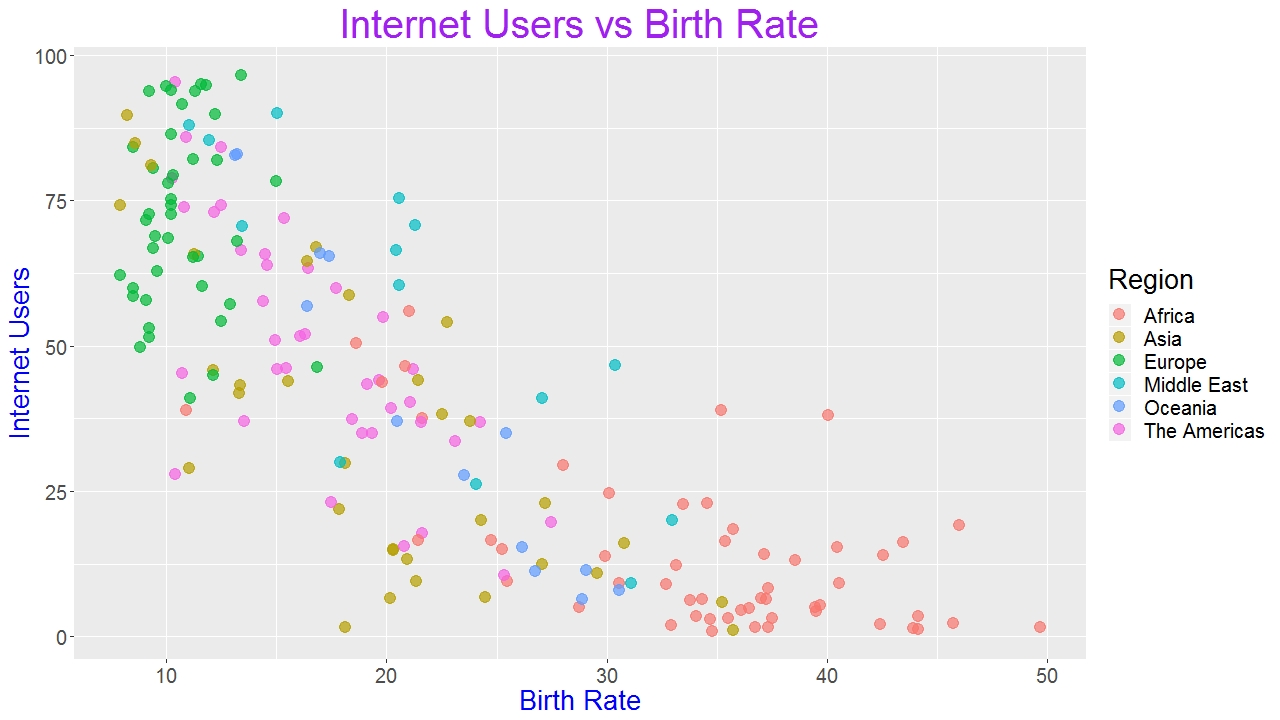 Internet Users vs Birth Rate
Internet Users
100
75
50
25
0
10 20 30 40 50
Birth Rate
Region
Africa
Asia
Europe
Middle East
Oceania
The Americas